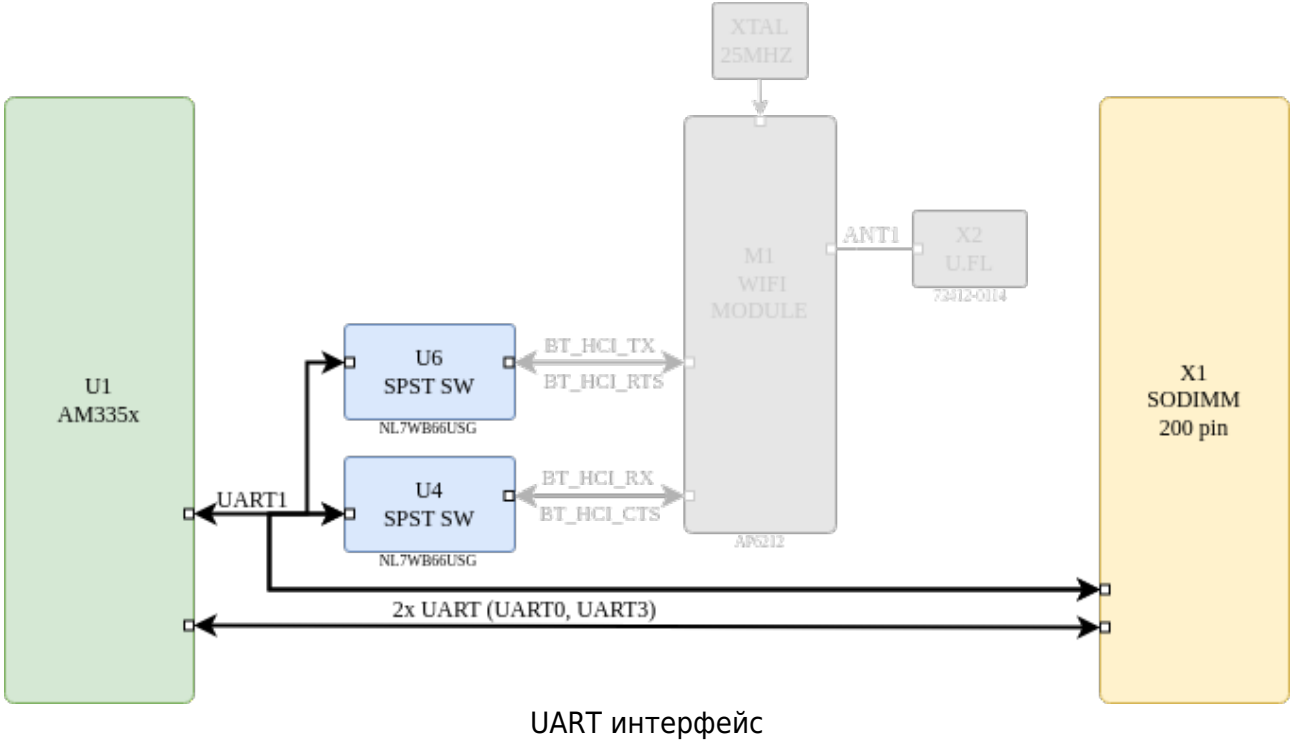 XTAL
25MHZ
U1
AM335x
M1
WIFI
MODULE
AP6212
ANT1
X2
U.FL
73412-0114
U6
SPST SW
NL7WB66USG
BT_HCI_TX
BT_HCI_RTS
UART1
U4
SPST SW
NL7WB66USG
BT_HCI_RX
BT_HCI_CTS
X1
SODIMM
200 pin
2x UART (UART0, UART3)
UART интерфейс